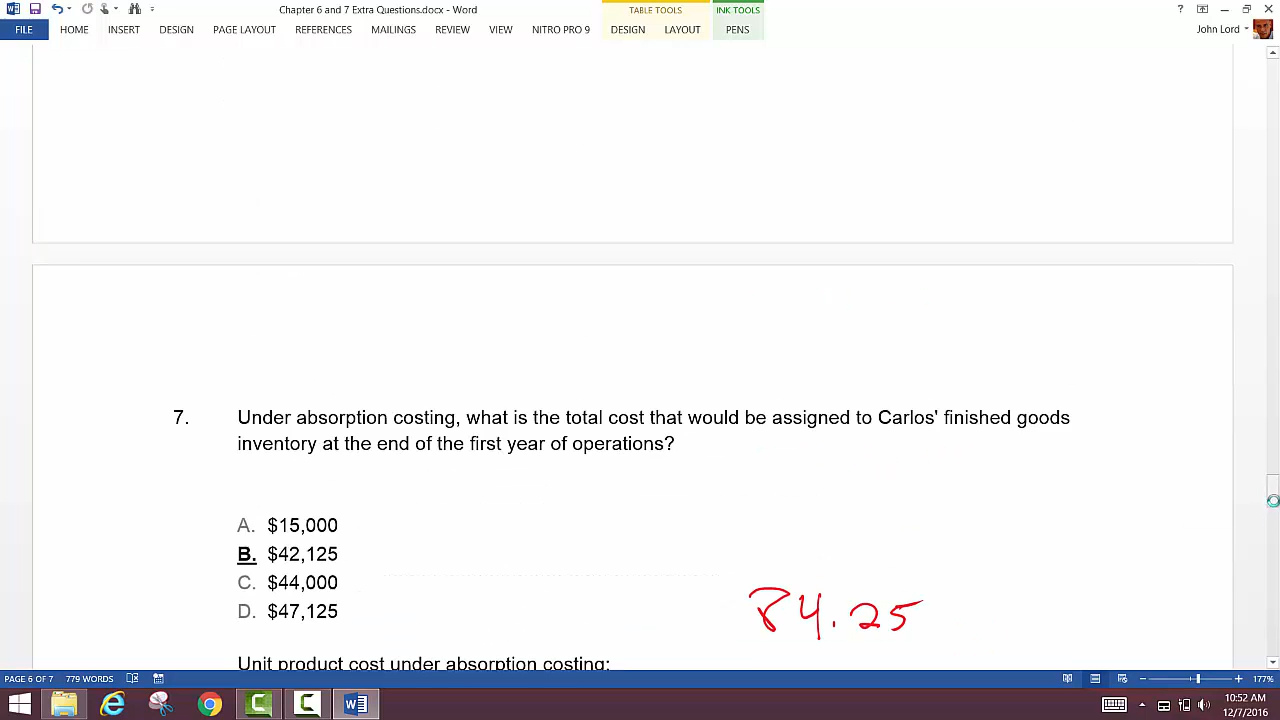 Chapter 6 and 7 Extra Questions.docx - Word
TABLE TOOLS
INK TOOLS
FILE
HOME
INSERT
DESIGN
PAGE LAYOUT
REFERENCES
MAILINGS
REVIEW
VIEW
NITRO PRO 9
DESIGN
LAYOUT
PENS
John Lord
7. Under absorption costing, what is the total cost that would be assigned to Carlos' finished goods
inventory at the end of the first year of operations?
A. $15,000
B. $42,125
C. $44,000
D. $47,125
84.25
Unit product cost under absorption costing:
PAGE 6 OF 7
779 WORDS
177%
10:52 AM
12/7/2016